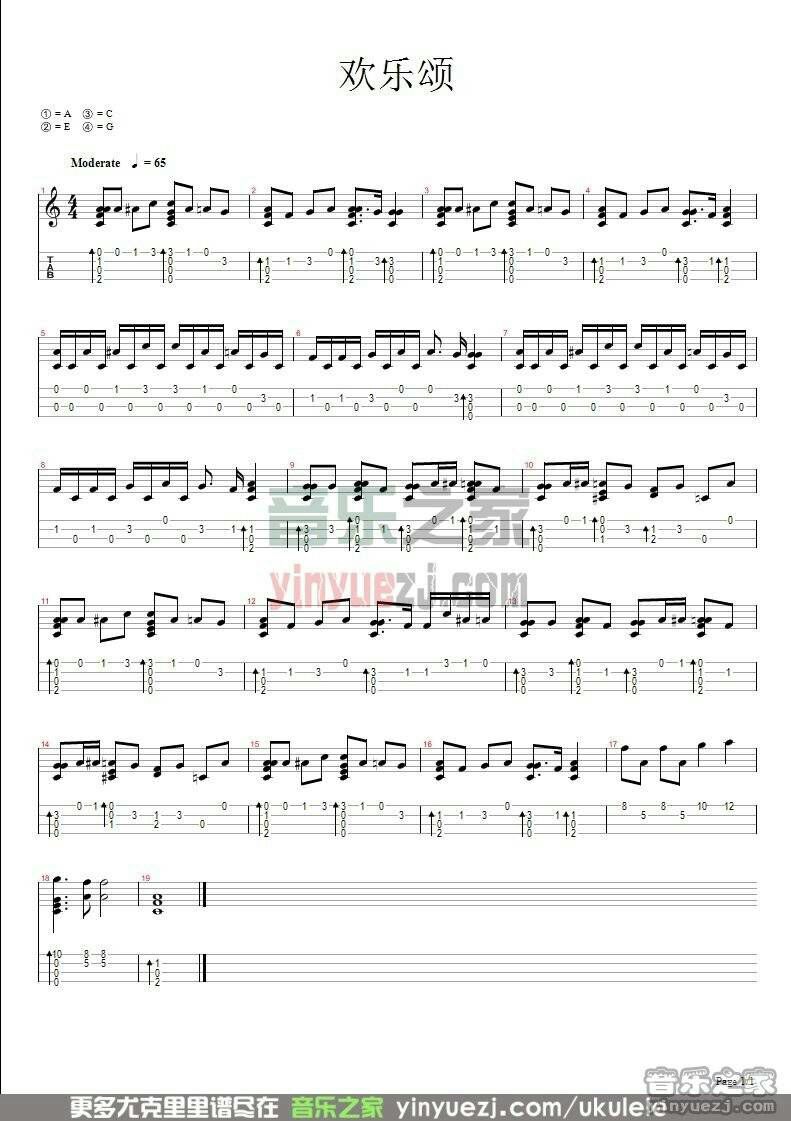 欢乐颂
① = A ③ = C
② = E ④ = G
Moderate ♩ = 65
4/4
TAB
1 2 3 4
5 6 7
8 9 10
音乐之家
yinyuezj.com
11 12 13
14 15 16 17
18 19
Page 1/1
音乐之家
yinyuezj.com
更多尤克里里谱尽在 音乐之家 yinyuezj.com/ukulele